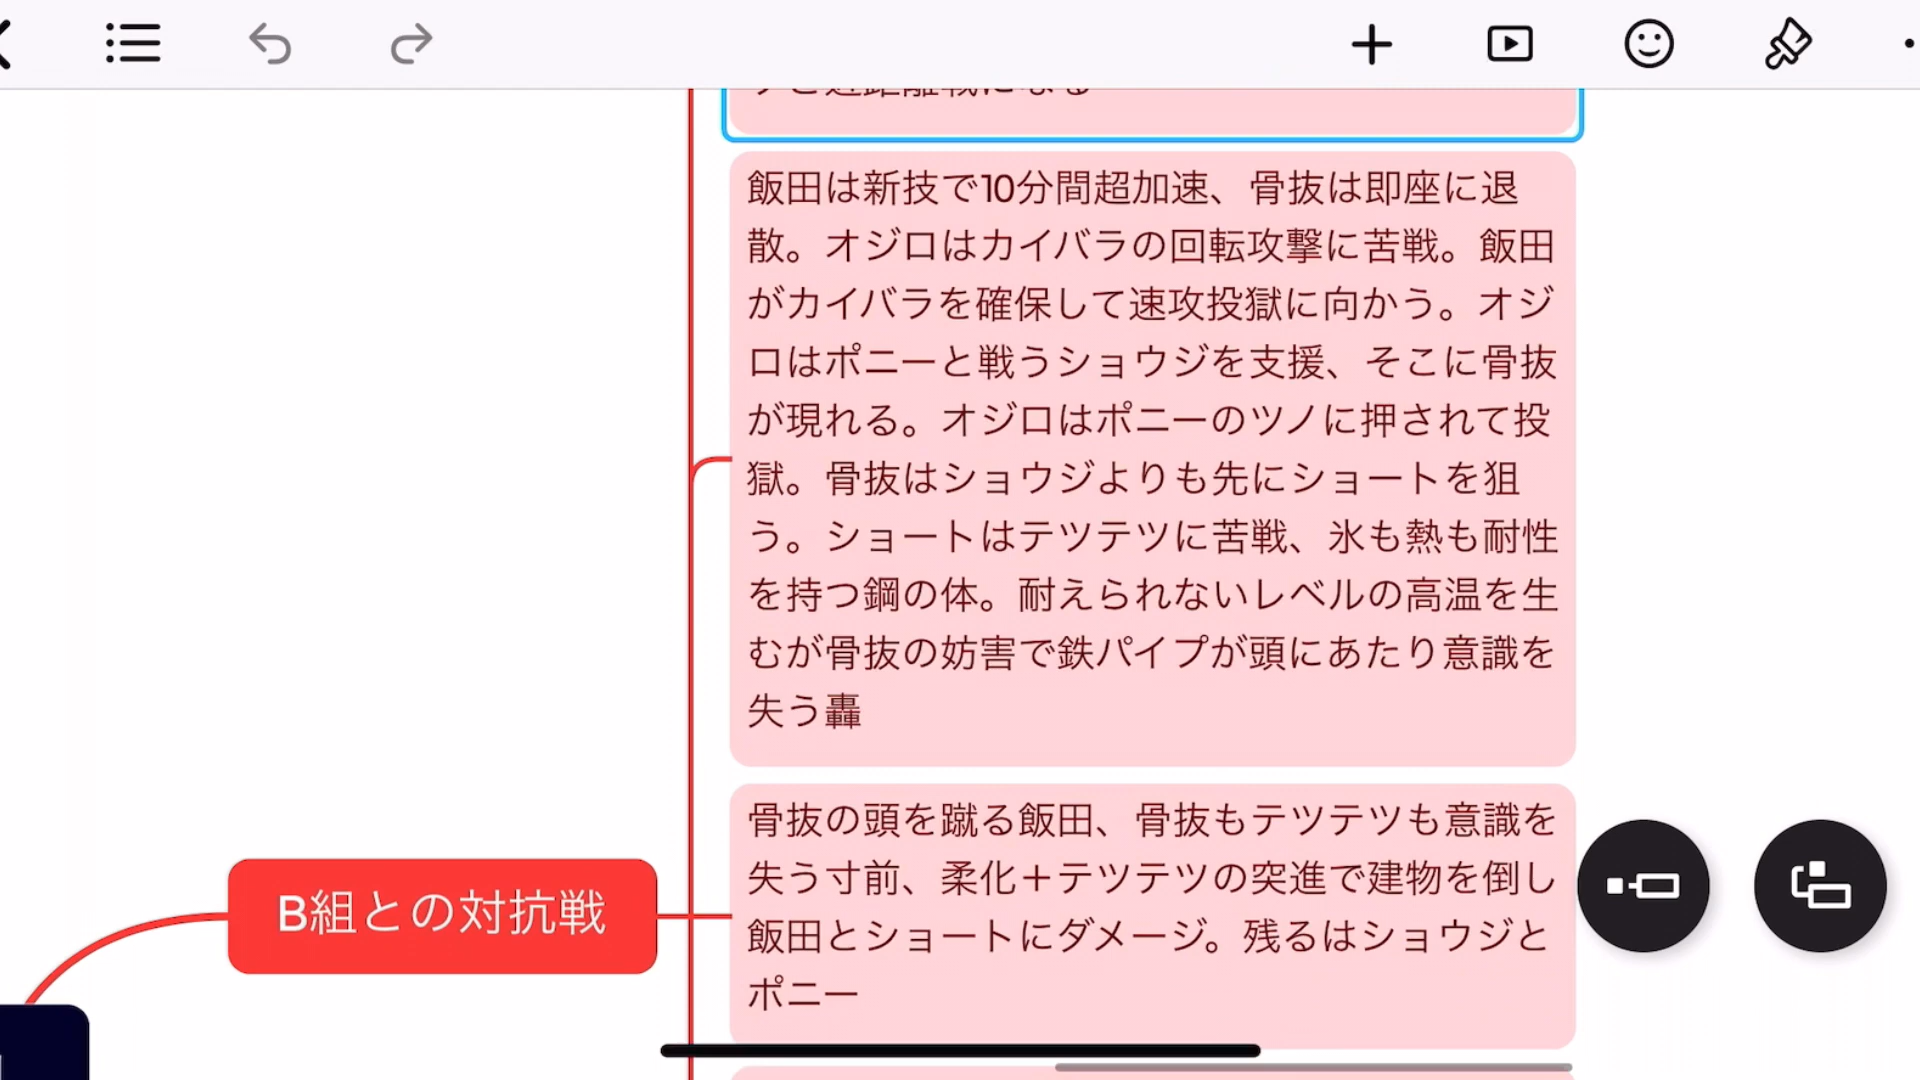 飯田は新技で10分間超加速、骨抜は即座に退
散。オジロはカイバラの回転攻撃に苦戦。飯田
がカイバラを確保して速攻投獄に向かう。オジ
ロはポニーと戦うショウジを支援、そこに骨抜
が現れる。オジロはポニーのツノに押されて投
獄。骨抜はショウジよりも先にショートを狙
う。ショートはテツテツに苦戦、氷も熱も耐性
を持つ鋼の体。耐えられないレベルの高温を生
むが骨抜の妨害で鉄パイプが頭にあたり意識を
失う轟
骨抜の頭を蹴る飯田、骨抜もテツテツも意識を
失う寸前、柔化＋テツテツの突進で建物を倒し
飯田とショートにダメージ。残るはショウジと
ポニー
B組との対抗戦